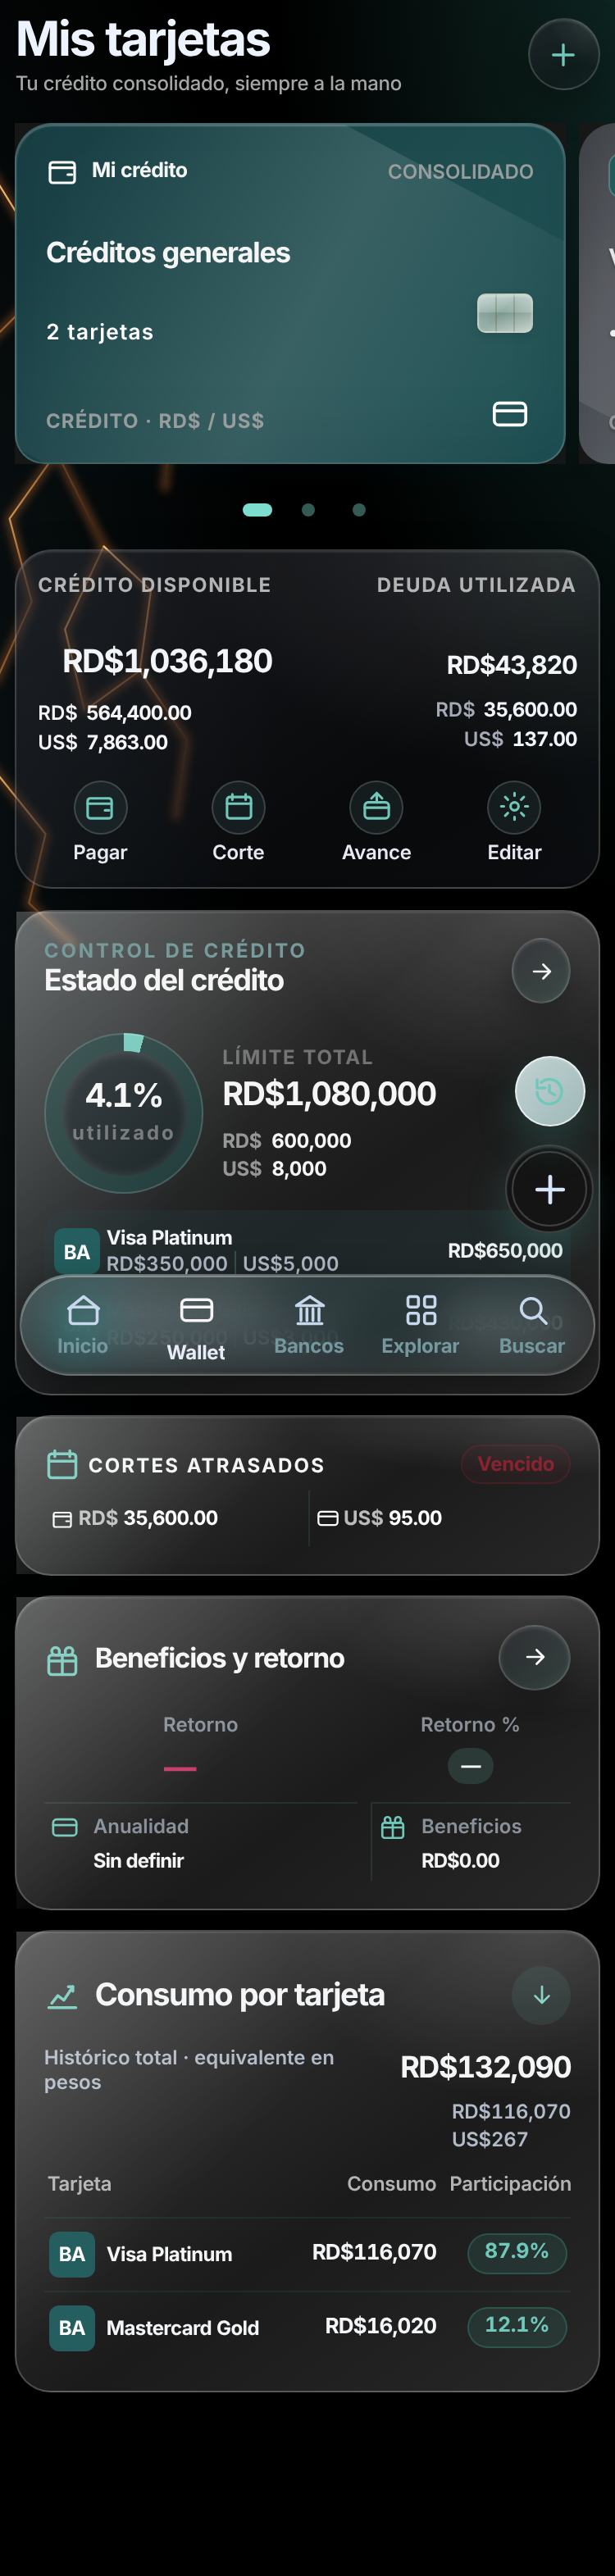 Mis tarjetas
Tu crédito consolidado, siempre a la mano
Mi crédito
CONSOLIDADO
Créditos generales
2 tarjetas
CRÉDITO · RD$ / US$
CRÉDITO DISPONIBLE
DEUDA UTILIZADA
RD$1,036,180
RD$43,820
RD$ 564,400.00
RD$ 35,600.00
US$ 7,863.00
US$ 137.00
Pagar
Corte
Avance
Editar
CONTROL DE CRÉDITO
Estado del crédito
4.1%
utilizado
LÍMITE TOTAL
RD$1,080,000
RD$ 600,000
US$ 8,000
BA
Visa Platinum
RD$350,000 US$5,000
RD$650,000
Inicio
Wallet
Bancos
Explorar
Buscar
CORTES ATRASADOS
Vencido
RD$ 35,600.00
US$ 95.00
Beneficios y retorno
Retorno
Retorno %
—
—
Anualidad
Beneficios
Sin definir
RD$0.00
Consumo por tarjeta
Histórico total · equivalente en
pesos
RD$132,090
RD$116,070
US$267
Tarjeta
Consumo
Participación
BA
Visa Platinum
RD$116,070
87.9%
BA
Mastercard Gold
RD$16,020
12.1%